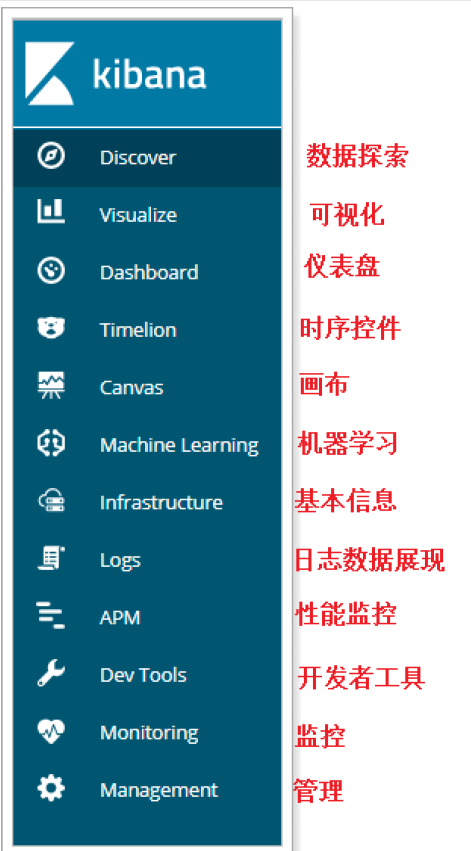 kibana
Discover 数据探索
Visualize 可视化
Dashboard 仪表盘
Timelion 时序控件
Canvas 画布
Machine Learning 机器学习
Infrastructure 基本信息
Logs 日志数据展现
APM 性能监控
Dev Tools 开发者工具
Monitoring 监控
Management 管理